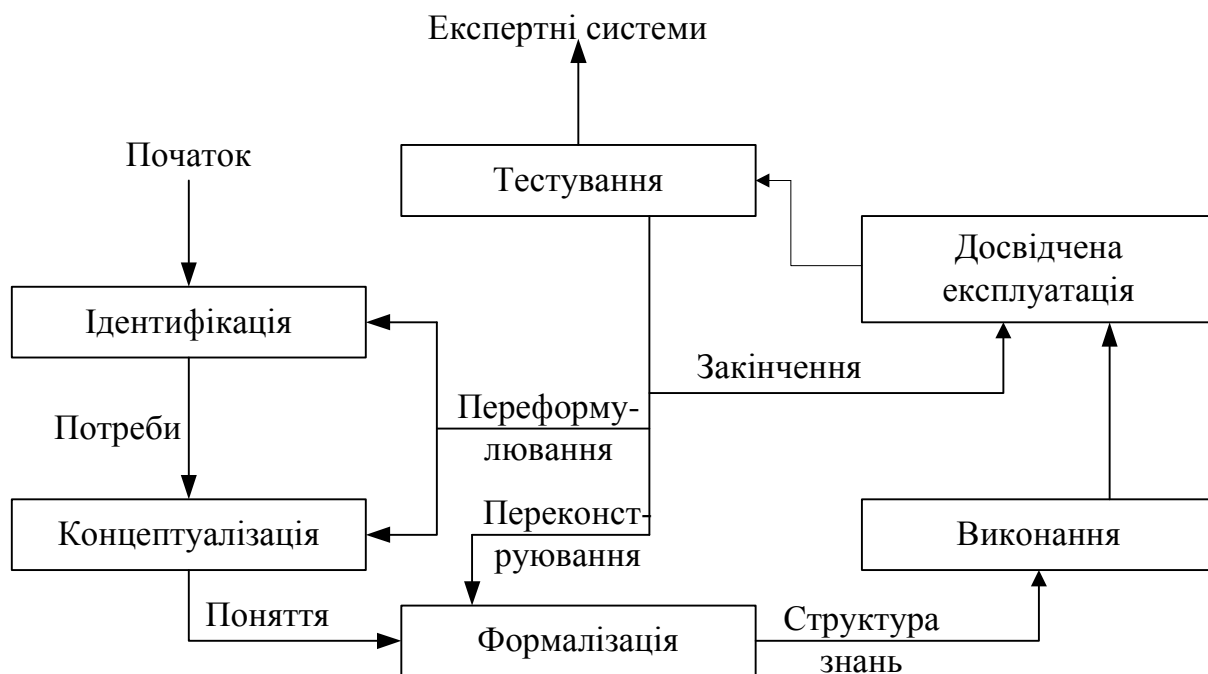 Експертні системи
Початок
Тестування
Досвідчена
експлуатація
Ідентифікація
Закінчення
Переформу-
лювання
Потреби
Концептуалізація
Переконст-
руювання
Виконання
Поняття
Формалізація
Структура
знань